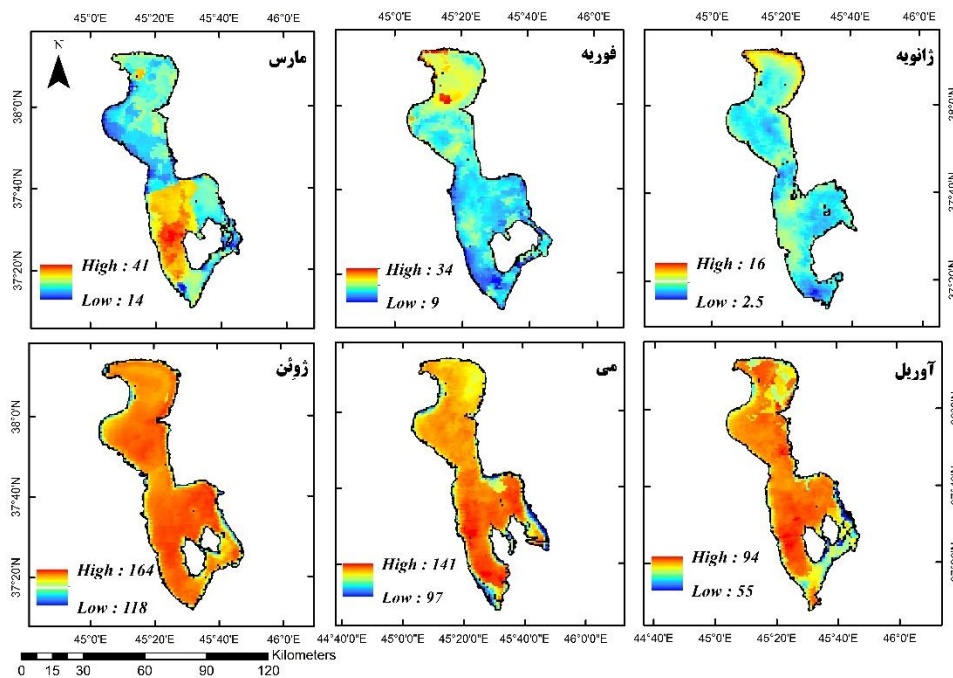 45°0'E 45°20'E 45°40'E 46°0'E
45°0'E 45°20'E 45°40'E 46°0'E
45°0'E 45°20'E 45°40'E 46°0'E
N
مارس
فوریه
ژانویه
38°0'N
37°40'N
37°20'N
38°0'N
37°40'N
37°20'N
High : 41
Low : 14
High : 34
Low : 9
High : 16
Low : 2.5
ژوئن
می
آوریل
38°0'N
37°40'N
37°20'N
High : 164
Low : 118
High : 141
Low : 97
High : 94
Low : 55
45°0'E 45°20'E 45°40'E 46°0'E
44°40'E 45°0'E 45°20'E 45°40'E 46°0'E
44°40'E 45°0'E 45°20'E 45°40'E 46°0'E
Kilometers
0 15 30 60 90 120